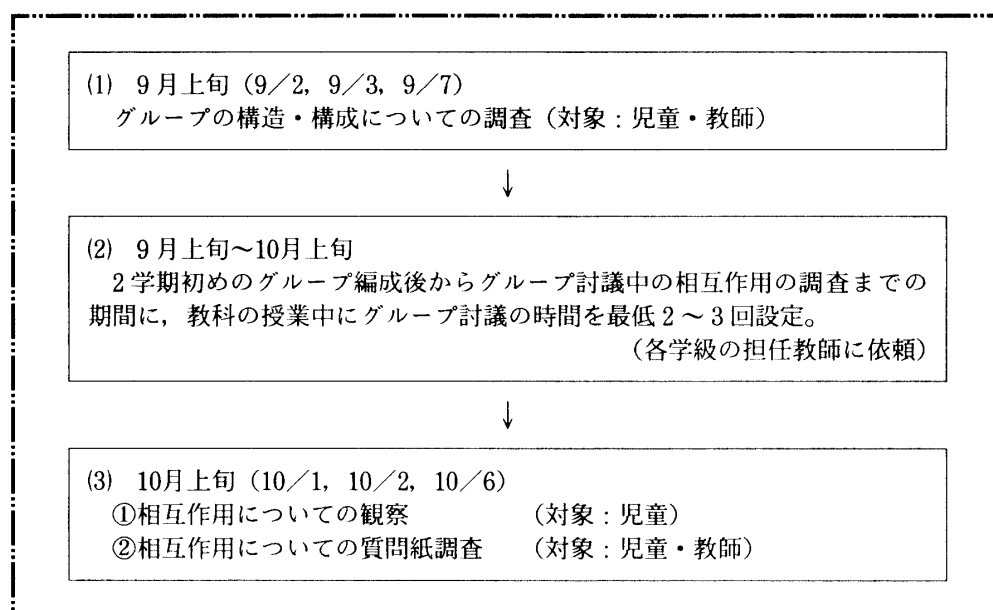 (1) 9月上旬（9／2，9／3，9／7）
グループの構造・構成についての調査（対象：児童・教師）
↓
(2) 9月上旬～10月上旬
2学期初めのグループ編成後からグループ討議中の相互作用の調査までの
期間に，教科の授業中にグループ討議の時間を最低2～3回設定。
（各学級の担任教師に依頼）
↓
(3) 10月上旬（10／1，10／2，10／6）
①相互作用についての観察　（対象：児童）
②相互作用についての質問紙調査　（対象：児童・教師）